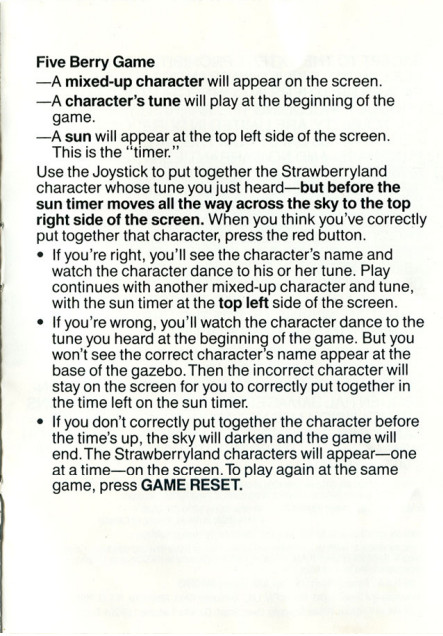 Five Berry Game
—A mixed-up character will appear on the screen.
—A character's tune will play at the beginning of the
game.
—A sun will appear at the top left side of the screen.
This is the "timer."
Use the Joystick to put together the Strawberryland
character whose tune you just heard—but before the
sun timer moves all the way across the sky to the top
right side of the screen. When you think you've correctly
put together that character, press the red button.
• If you're right, you'll see the character's name and
watch the character dance to his or her tune. Play
continues with another mixed-up character and tune,
with the sun timer at the top left side of the screen.
• If you're wrong, you'll watch the character dance to the
tune you heard at the beginning of the game. But you
won't see the correct character's name appear at the
base of the gazebo. Then the incorrect character will
stay on the screen for you to correctly put together in
the time left on the sun timer.
• If you don't correctly put together the character before
the time's up, the sky will darken and the game will
end. The Strawberryland characters will appear—one
at a time—on the screen. To play again at the same
game, press GAME RESET.